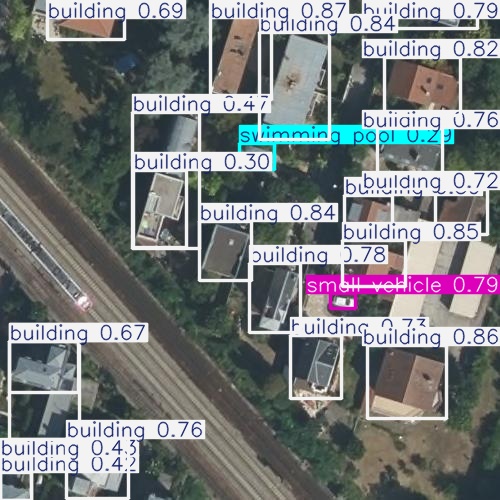 building 0.69
building 0.87
building 0.79
building 0.84
building 0.82
building 0.47
building 0.76
swimming pool 0.29
building 0.30
building 0.72
building 0.84
building 0.85
building 0.78
small vehicle 0.79
building 0.73
building 0.67
building 0.86
building 0.76
building 0.43
building 0.42